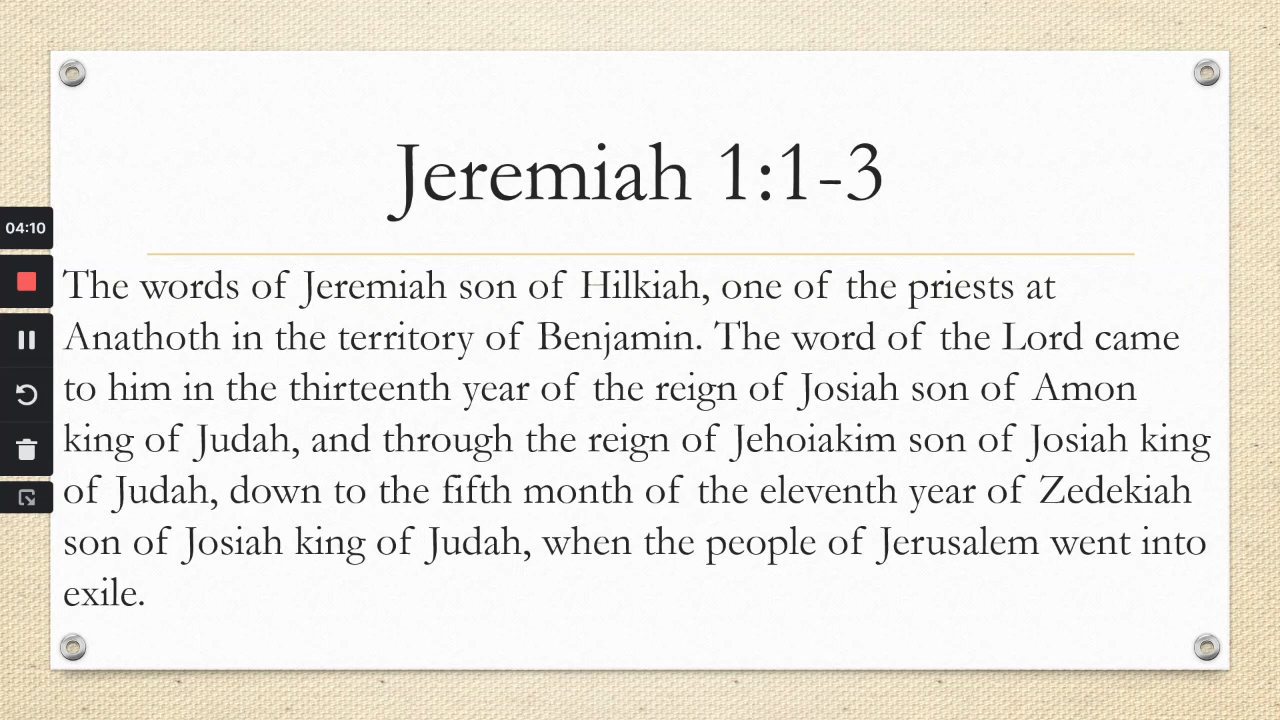 Jeremiah 1:1-3
04:10
The words of Jeremiah son of Hilkiah, one of the priests at
Anathoth in the territory of Benjamin. The word of the Lord came
to him in the thirteenth year of the reign of Josiah son of Amon
king of Judah, and through the reign of Jehoiakim son of Josiah king
of Judah, down to the fifth month of the eleventh year of Zedekiah
son of Josiah king of Judah, when the people of Jerusalem went into
exile.